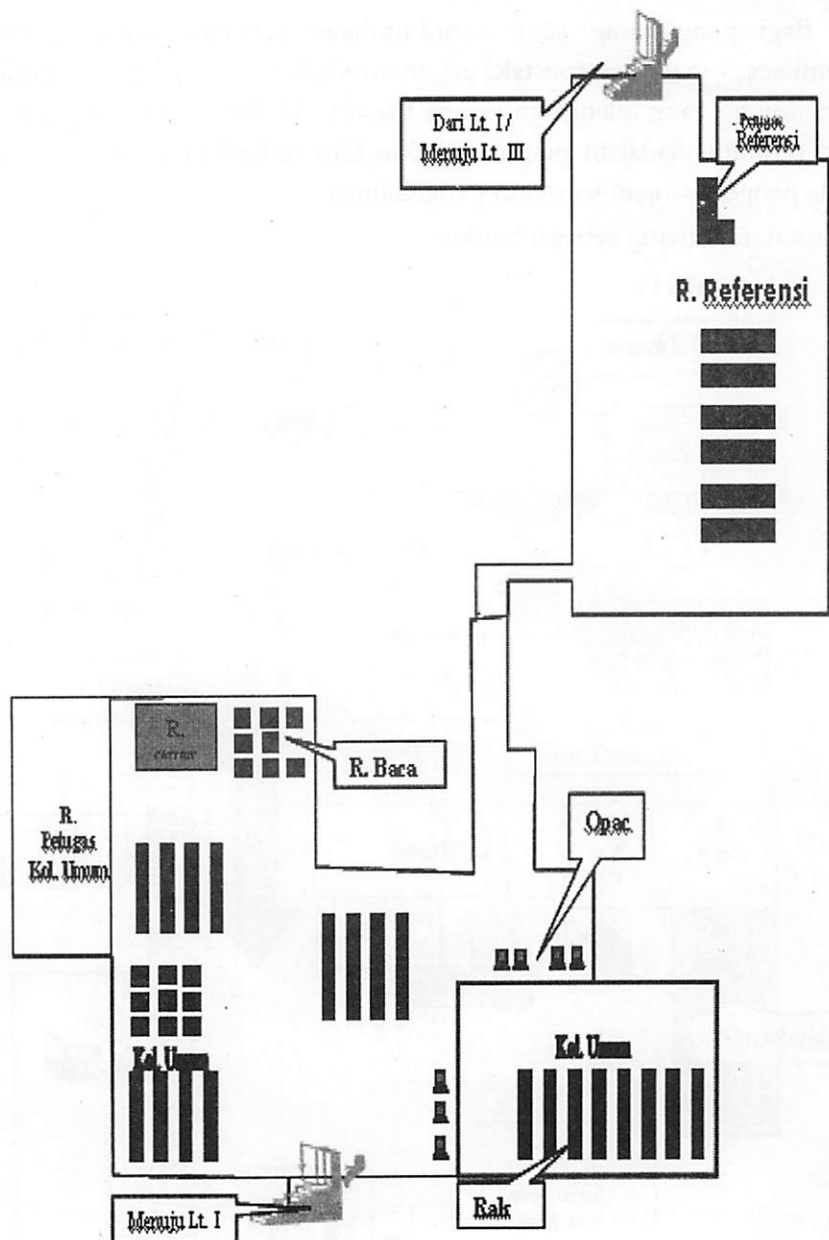 Dari Lt. I/
Menuju Lt. III
Petugas
Referensi
R. Referensi
R.
carrier
R. Baca
R.
Petugas
Kol. Umum
Opac
Kol. Umum
Kol. Umum
Menuju Lt. I
Rak